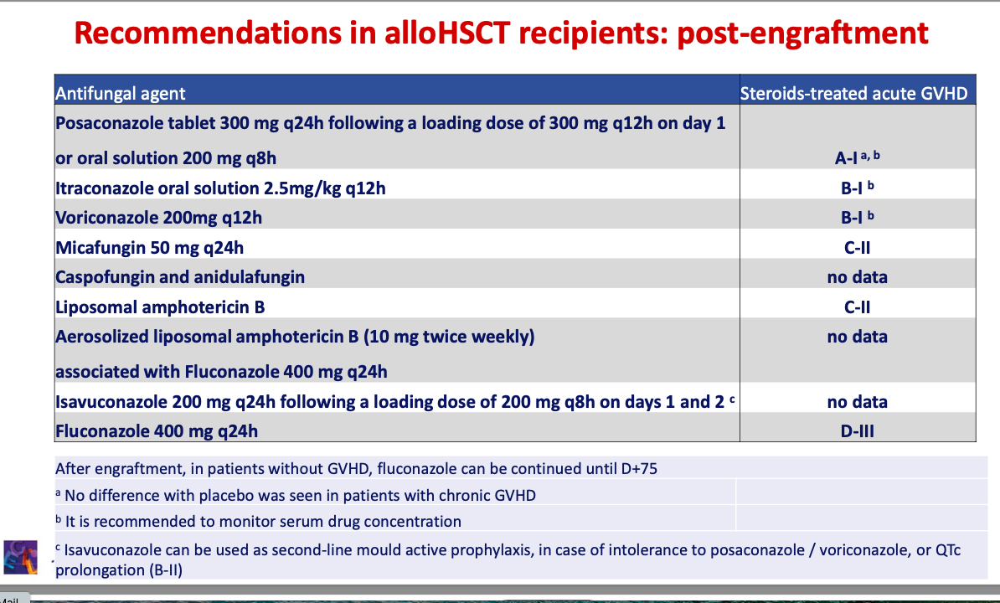 Recommendations in alloHSCT recipients: post-engraftment
Antifungal agent
Steroids-treated acute GVHD
Posaconazole tablet 300 mg q24h following a loading dose of 300 mg q12h on day 1
or oral solution 200 mg q8h
A-I a, b
Itraconazole oral solution 2.5mg/kg q12h
B-I b
Voriconazole 200mg q12h
B-I b
Micafungin 50 mg q24h
C-II
Caspofungin and anidulafungin
no data
Liposomal amphotericin B
C-II
Aerosolized liposomal amphotericin B (10 mg twice weekly)
no data
associated with Fluconazole 400 mg q24h
Isavuconazole 200 mg q24h following a loading dose of 200 mg q8h on days 1 and 2 c
no data
Fluconazole 400 mg q24h
D-III
After engraftment, in patients without GVHD, fluconazole can be continued until D+75
a No difference with placebo was seen in patients with chronic GVHD
b It is recommended to monitor serum drug concentration
c Isavuconazole can be used as second-line mould active prophylaxis, in case of intolerance to posaconazole / voriconazole, or QTc
prolongation (B-II)
Mail